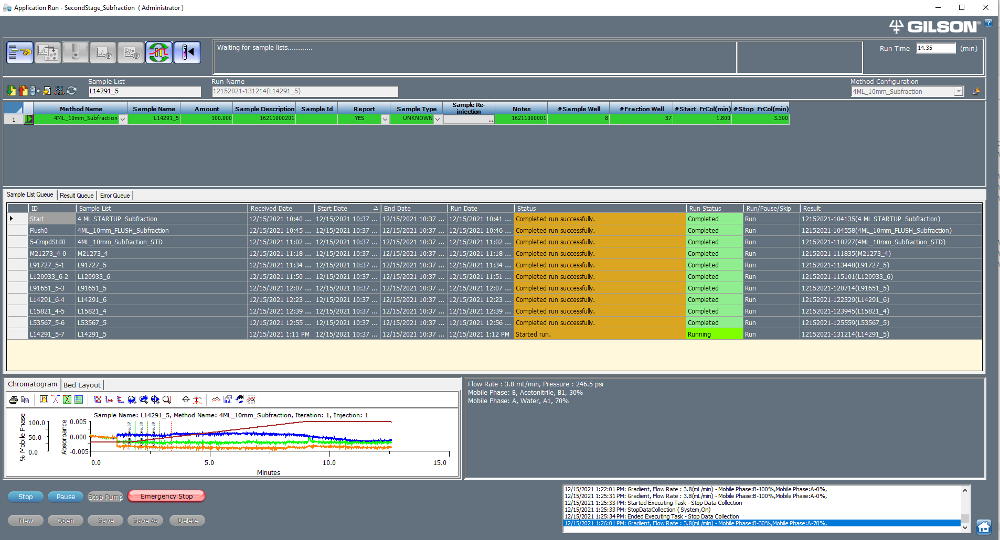 Application Run - SecondStage_Subfraction  ( Administrator )
GILSON®
Waiting for sample lists............
Run Time 14.35 (min)
Sample List Run Name Method Configuration
L14291_5 12152021-131214(L14291_5) 4ML_10mm_Subfraction
Method Name Sample Name Amount Sample Description Sample Id Report Sample Type Sample Re-injection Notes #Sample Well #Fraction Well #Start_FrCol(min) #Stop_FrCol(min)
1 4ML_10mm_Subfraction L14291_5 100.000 16211000201 YES UNKNOWN ... 16211000001 8 37 1.800 3.300
Sample List Queue Result Queue Error Queue
ID Sample List Received Date Start Date End Date Run Date Status Run Status Run/Pause/Skip Result
Start 4 ML STARTUP_Subfraction 12/15/2021 10:40 ... 12/15/2021 10:37 ... 12/15/2021 10:37 ... 12/15/2021 10:41 ... Completed run successfully. Completed Run 12152021-104135(4 ML STARTUP_Subfraction)
Flush0 4ML_10mm_FLUSH_Subfraction 12/15/2021 10:45 ... 12/15/2021 10:37 ... 12/15/2021 10:37 ... 12/15/2021 10:46 ... Completed run successfully. Completed Run 12152021-104558(4ML_10mm_FLUSH_Subfraction)
5-CmpdStd0 4ML_10mm_Subfraction_STD 12/15/2021 11:02 ... 12/15/2021 10:37 ... 12/15/2021 10:37 ... 12/15/2021 11:02 ... Completed run successfully. Completed Run 12152021-110227(4ML_10mm_Subfraction_STD)
M21273_4-0 M21273_4 12/15/2021 11:18 ... 12/15/2021 10:37 ... 12/15/2021 10:37 ... 12/15/2021 11:18 ... Completed run successfully. Completed Run 12152021-111835(M21273_4)
L91727_5-1 L91727_5 12/15/2021 11:34 ... 12/15/2021 10:37 ... 12/15/2021 10:37 ... 12/15/2021 11:34 ... Completed run successfully. Completed Run 12152021-113448(L91727_5)
L120933_6-2 L120933_6 12/15/2021 11:50 ... 12/15/2021 10:37 ... 12/15/2021 10:37 ... 12/15/2021 11:51 ... Completed run successfully. Completed Run 12152021-115101(L120933_6)
L91651_5-3 L91651_5 12/15/2021 12:07 ... 12/15/2021 10:37 ... 12/15/2021 10:37 ... 12/15/2021 12:07 ... Completed run successfully. Completed Run 12152021-120714(L91651_5)
L14291_6-4 L14291_6 12/15/2021 12:23 ... 12/15/2021 10:37 ... 12/15/2021 10:37 ... 12/15/2021 12:23 ... Completed run successfully. Completed Run 12152021-122329(L14291_6)
L15821_4-5 L15821_4 12/15/2021 12:39 ... 12/15/2021 10:37 ... 12/15/2021 10:37 ... 12/15/2021 12:39 ... Completed run successfully. Completed Run 12152021-123945(L15821_4)
L53567_5-6 L53567_5 12/15/2021 12:55 ... 12/15/2021 10:37 ... 12/15/2021 10:37 ... 12/15/2021 12:56 ... Completed run successfully. Completed Run 12152021-125559(L53567_5)
L14291_5-7 L14291_5 12/15/2021 1:11 PM 12/15/2021 10:37 ... 12/15/2021 10:37 ... 12/15/2021 1:12 PM Started run. Running Run 12152021-131214(L14291_5)
Chromatogram Bed Layout
Sample Name: L14291_5, Method Name: 4ML_10mm_Subfraction, Iteration: 1, Injection: 1
% Mobile Phase
100.0
50.0
0.0
Absorbance
0.005
0.000
-0.005
0.0 5.0 10.0 15.0
Minutes
Flow Rate : 3.8 mL/min, Pressure : 246.5 psi
Mobile Phase: B, Acetonitrile, B1, 30%
Mobile Phase: A, Water, A1, 70%
Stop Pause Stop Pump Emergency Stop
New Open Save Save As Delete
12/15/2021 1:22:01 PM: Gradient, Flow Rate : 3.8(mL/min) - Mobile Phase:B-100%,Mobile Phase:A-0%,
12/15/2021 1:25:31 PM: Gradient, Flow Rate : 3.8(mL/min) - Mobile Phase:B-100%,Mobile Phase:A-0%,
12/15/2021 1:25:33 PM: Started Executing Task - Stop Data Collection
12/15/2021 1:25:33 PM: StopDataCollection ( System,On)
12/15/2021 1:25:34 PM: Ended Executing Task - Stop Data Collection
12/15/2021 1:26:01 PM: Gradient, Flow Rate : 3.8(mL/min) - Mobile Phase:B-30%,Mobile Phase:A-70%,